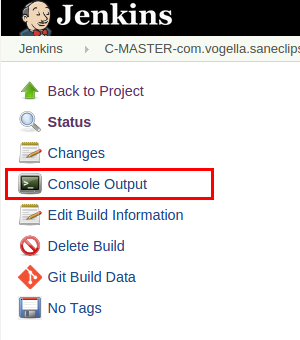 Jenkins
Jenkins C-MASTER-com.vogella.saneclips
Back to Project
Status
Changes
Console Output
Edit Build Information
Delete Build
Git Build Data
No Tags